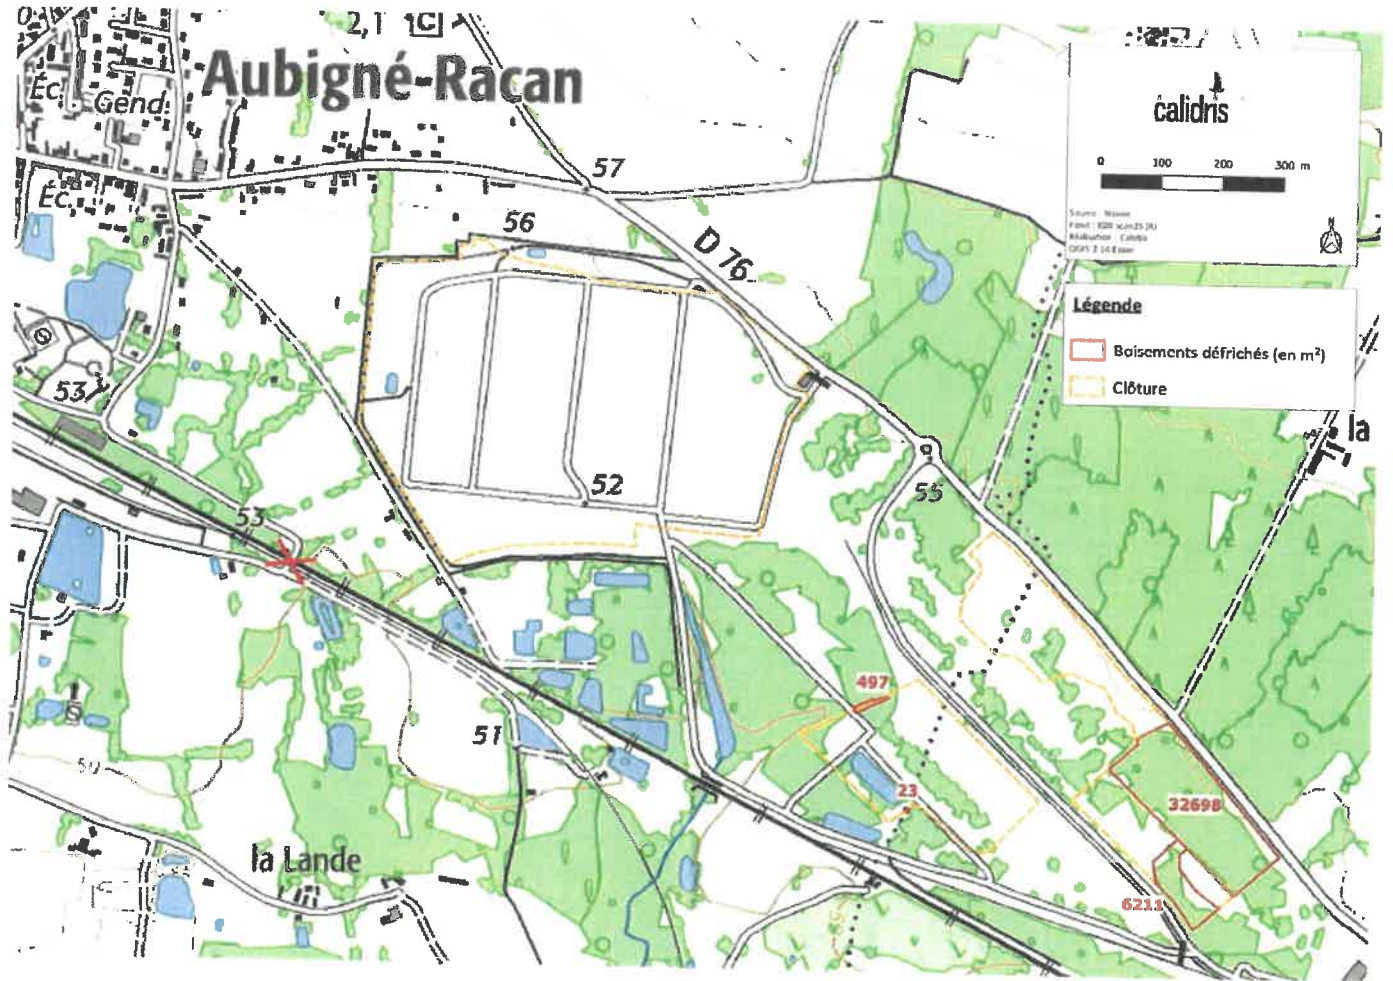 2,1 C
Aubigné-Racan
Éc.
Gend.
Éc.
57
56
D 76
calidris
0 100 200 300 m
N
Légende
Boisements défrichés (en m²)
Clôture
53
la
52
55
53
497
51
50
23
32698
la Lande
6211